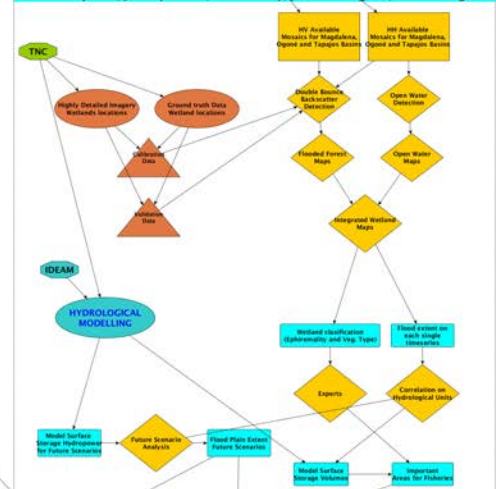 HV Available
Mosaics for Magdalena,
Ogooé and Tapajos Basins
HH Available
Mosaics for Magdalena,
Ogooé and Tapajos Basins
TNC
Highly Detailed Imagery
Wetlands locations
Ground truth Data
Wetland locations
Double Bounce
Backscatter
Detection
Open Water
Detection
Calibration
Data
Flooded Forest
Maps
Open Water
Maps
Validation
Data
Integrated Wetland
Maps
IDEAM
HYDROLOGICAL
MODELLING
Wetland classification
(Ephiremality and Veg. Type)
Flood extent on
each single
timeseries
Experts
Correlation on
Hydrological Units
Model Surface
Storage Hydropower
for Future Scenarios
Future Scenario
Analysis
Flood Plain Extent
Future Scenarios
Model Surface
Storage Volumes
Important
Areas for Fisheries